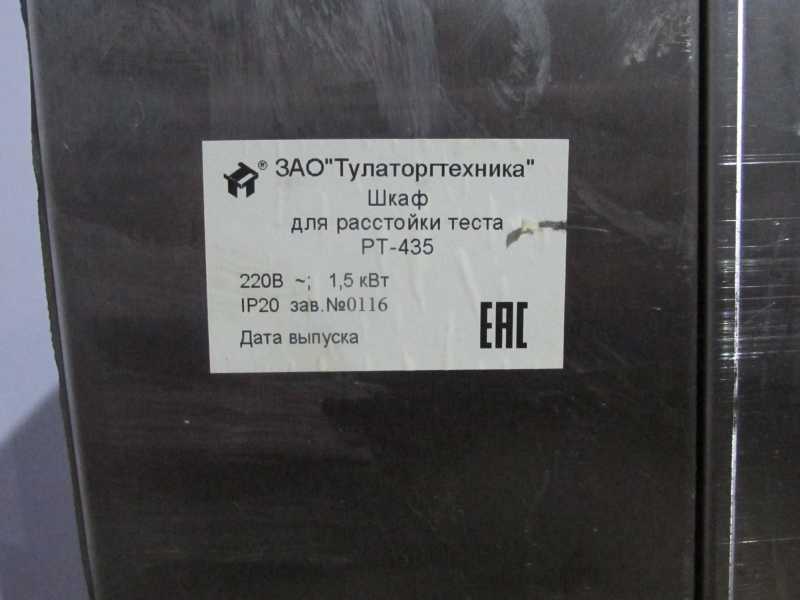 ® ЗАО"Тулаторгтехника"
Шкаф
для расстойки теста
РТ-435
220В ~; 1,5 кВт
IP20 зав.№0116
Дата выпуска
ЕАС